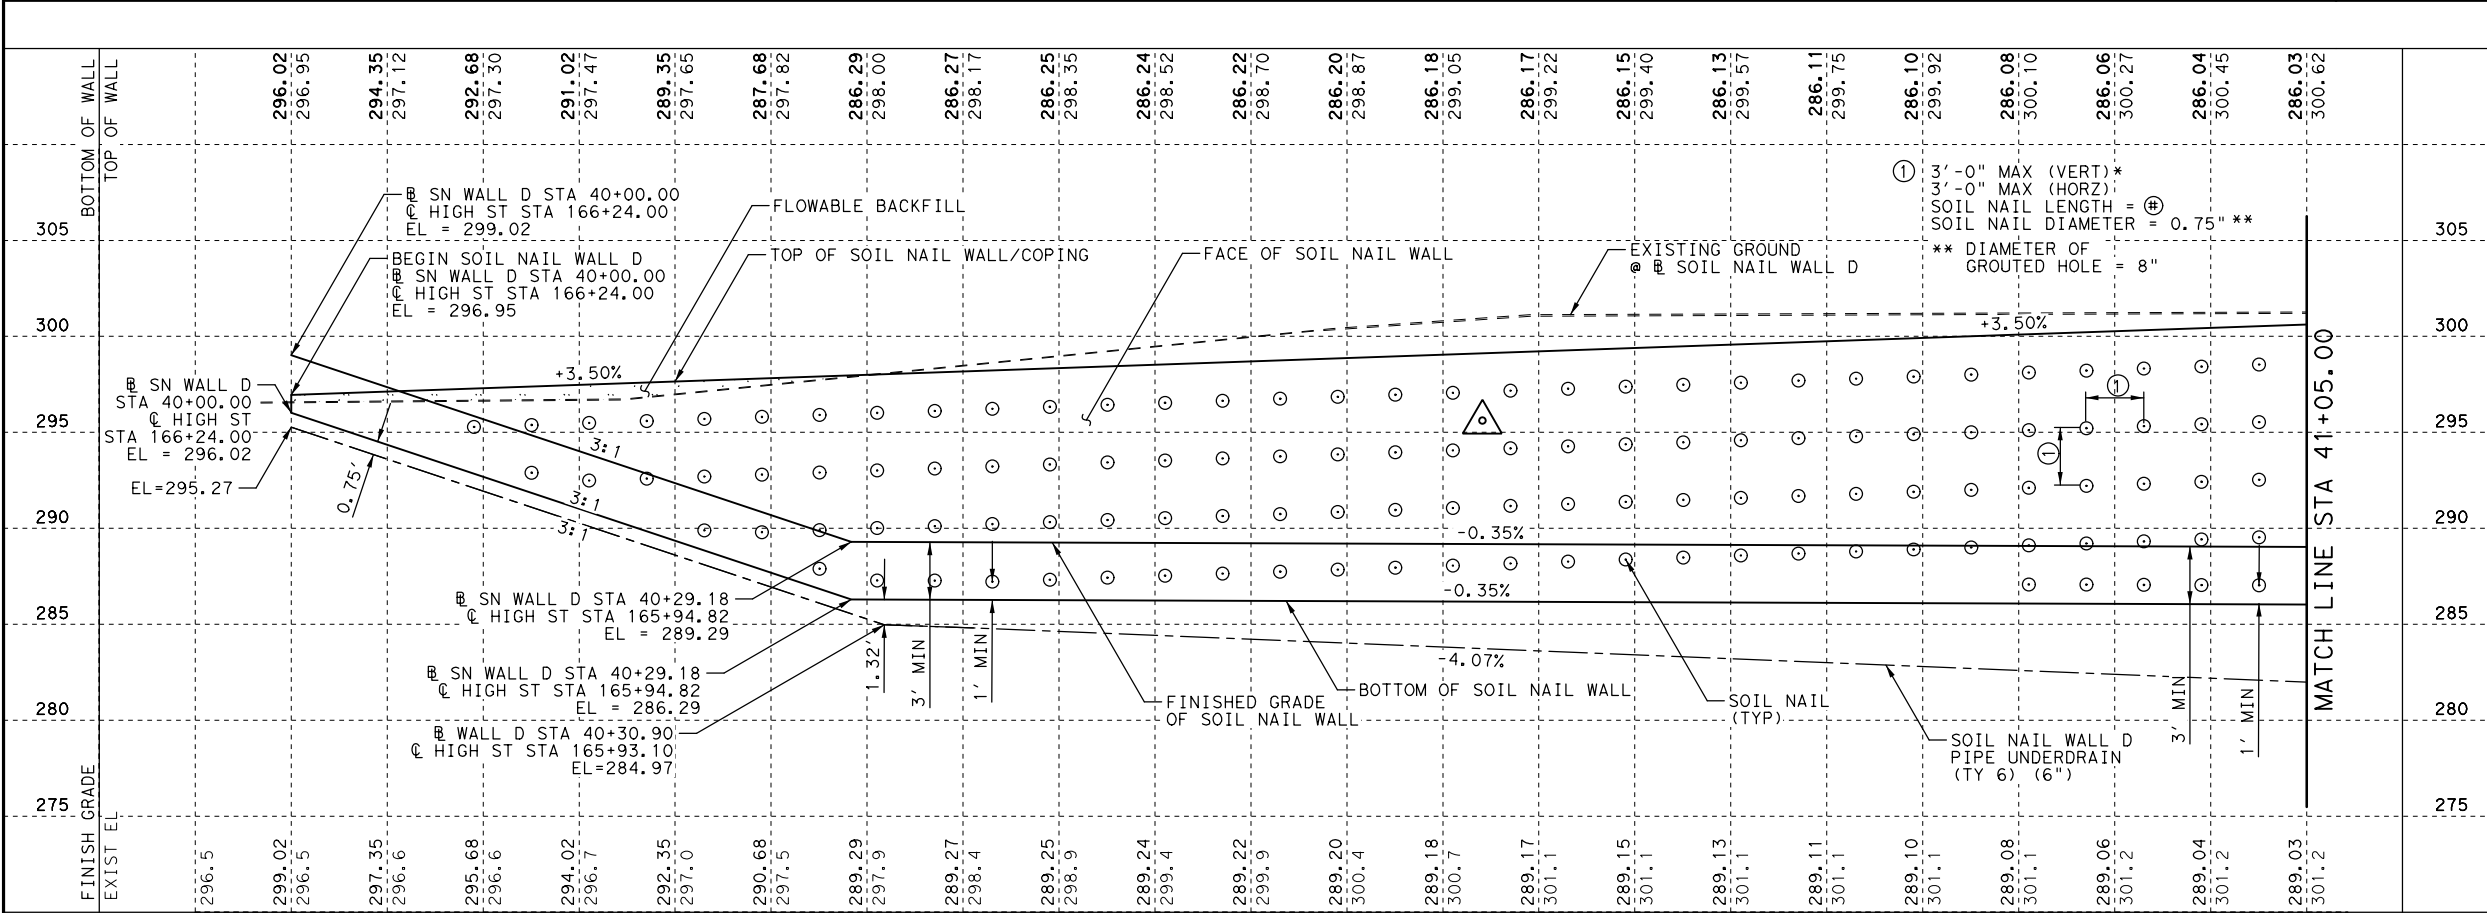 BOTTOM OF WALL
TOP OF WALL
296.02
296.95
294.35
297.12
292.68
297.30
291.02
297.47
289.35
297.65
287.68
297.82
286.29
298.00
286.27
298.17
286.25
298.35
286.24
298.52
286.22
298.70
286.20
298.87
286.18
299.05
286.17
299.22
286.15
299.40
286.13
299.57
286.11
299.75
286.10
299.92
286.08
300.10
286.06
300.27
286.04
300.45
286.03
300.62
℄ SN WALL D STA 40+00.00
℄ HIGH ST STA 166+24.00
EL = 299.02
BEGIN SOIL NAIL WALL D
℄ SN WALL D STA 40+00.00
℄ HIGH ST STA 166+24.00
EL = 296.95
FLOWABLE BACKFILL
TOP OF SOIL NAIL WALL/COPING
FACE OF SOIL NAIL WALL
EXISTING GROUND
@ ℄ SOIL NAIL WALL D
① 3'-0" MAX (VERT)*
3'-0" MAX (HORZ)
SOIL NAIL LENGTH = #
SOIL NAIL DIAMETER = 0.75" **
** DIAMETER OF
GROUTED HOLE = 8"
305
305
300
300
295
295
290
290
285
285
280
280
275
275
℄ SN WALL D
STA 40+00.00
℄ HIGH ST
STA 166+24.00
EL = 296.02
EL=295.27
0.75'
+3.50%
+3.50%
3:1
3:1
3:1
①
①
-0.35%
-0.35%
-4.07%
MATCH LINE STA 41+05.00
℄ SN WALL D STA 40+29.18
℄ HIGH ST STA 165+94.82
EL = 289.29
℄ SN WALL D STA 40+29.18
℄ HIGH ST STA 165+94.82
EL = 286.29
℄ WALL D STA 40+30.90
℄ HIGH ST STA 165+93.10
EL=284.97
1.32'
3' MIN
1' MIN
FINISHED GRADE
OF SOIL NAIL WALL
BOTTOM OF SOIL NAIL WALL
SOIL NAIL
(TYP)
SOIL NAIL WALL D
PIPE UNDERDRAIN
(TY 6) (6")
3' MIN
1' MIN
FINISH GRADE
EXIST EL
296.5
299.02
296.5
297.35
296.6
295.68
296.6
294.02
296.7
292.35
297.0
290.68
297.5
289.29
297.9
289.27
298.4
289.25
298.9
289.24
299.4
289.22
299.9
289.20
300.4
289.18
300.7
289.17
301.1
289.15
301.1
289.13
301.1
289.11
301.1
289.10
301.1
289.08
301.1
289.06
301.2
289.04
301.2
289.03
301.2